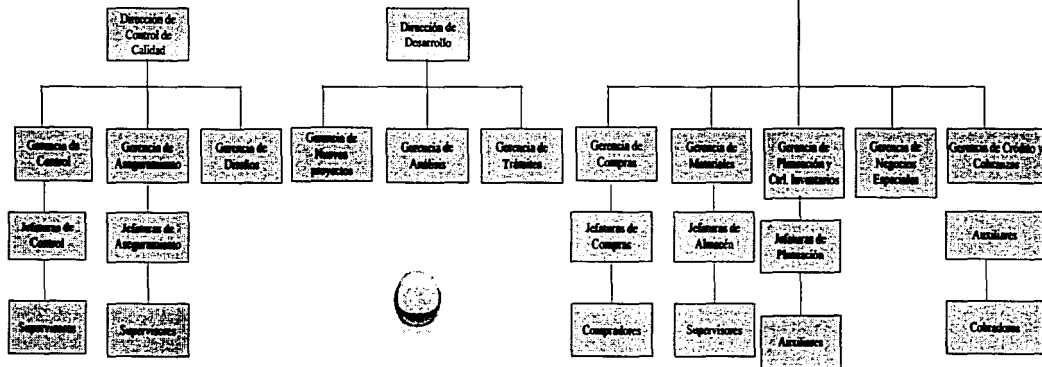 Dirección de
Control de
Calidad
Dirección de
Desarrollo
Gerencia de
Control
Gerencia de
Aseguramiento
Gerencia de
Diseños
Gerencia de
Nuevos
proyectos
Gerencia de
Análisis
Gerencia de
Trámites
Gerencia de
Compras
Gerencia de
Materiales
Gerencia de
Planeación y
Ctrl. Inventarios
Gerencia de
Negocios
Especiales
Gerencia de Crédito y
Cobranzas
Jefaturas de
Control
Jefaturas de
Aseguramiento
Jefaturas de
Compras
Jefaturas de
Almacén
Jefaturas de
Planeación
Auxiliares
Supervisores
Supervisores
Compradores
Supervisores
Auxiliares
Cobradores